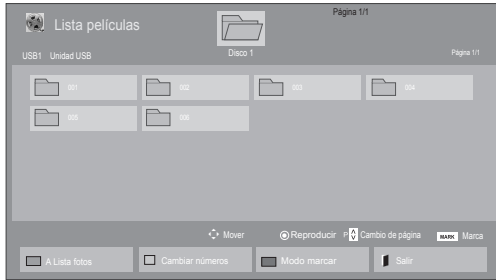 Página 1/1
Lista películas
Disco 1
USB1 Unidad USB
Página 1/1
001 002 003 004
005 006
Mover Reproducir P Cambio de página MARK Marca
A Lista fotos Cambiar números Modo marcar Salir